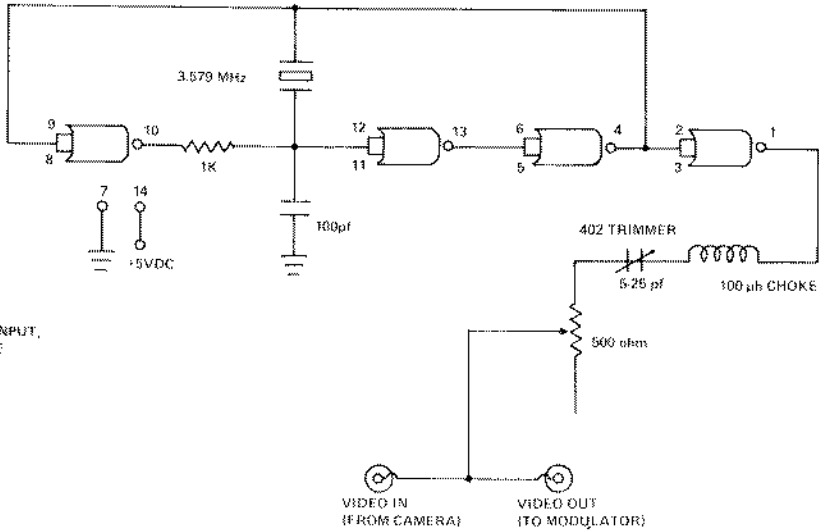 3.579 MHz
9
8
10
1K
12
11
13
6
5
4
2
3
1
7
14
+5VDC
100pf
402 TRIMMER
5-25 pf
100 µh CHOKE
NPUT,
500 ohm
VIDEO IN
(FROM CAMERA)
VIDEO OUT
(TO MODULATOR)